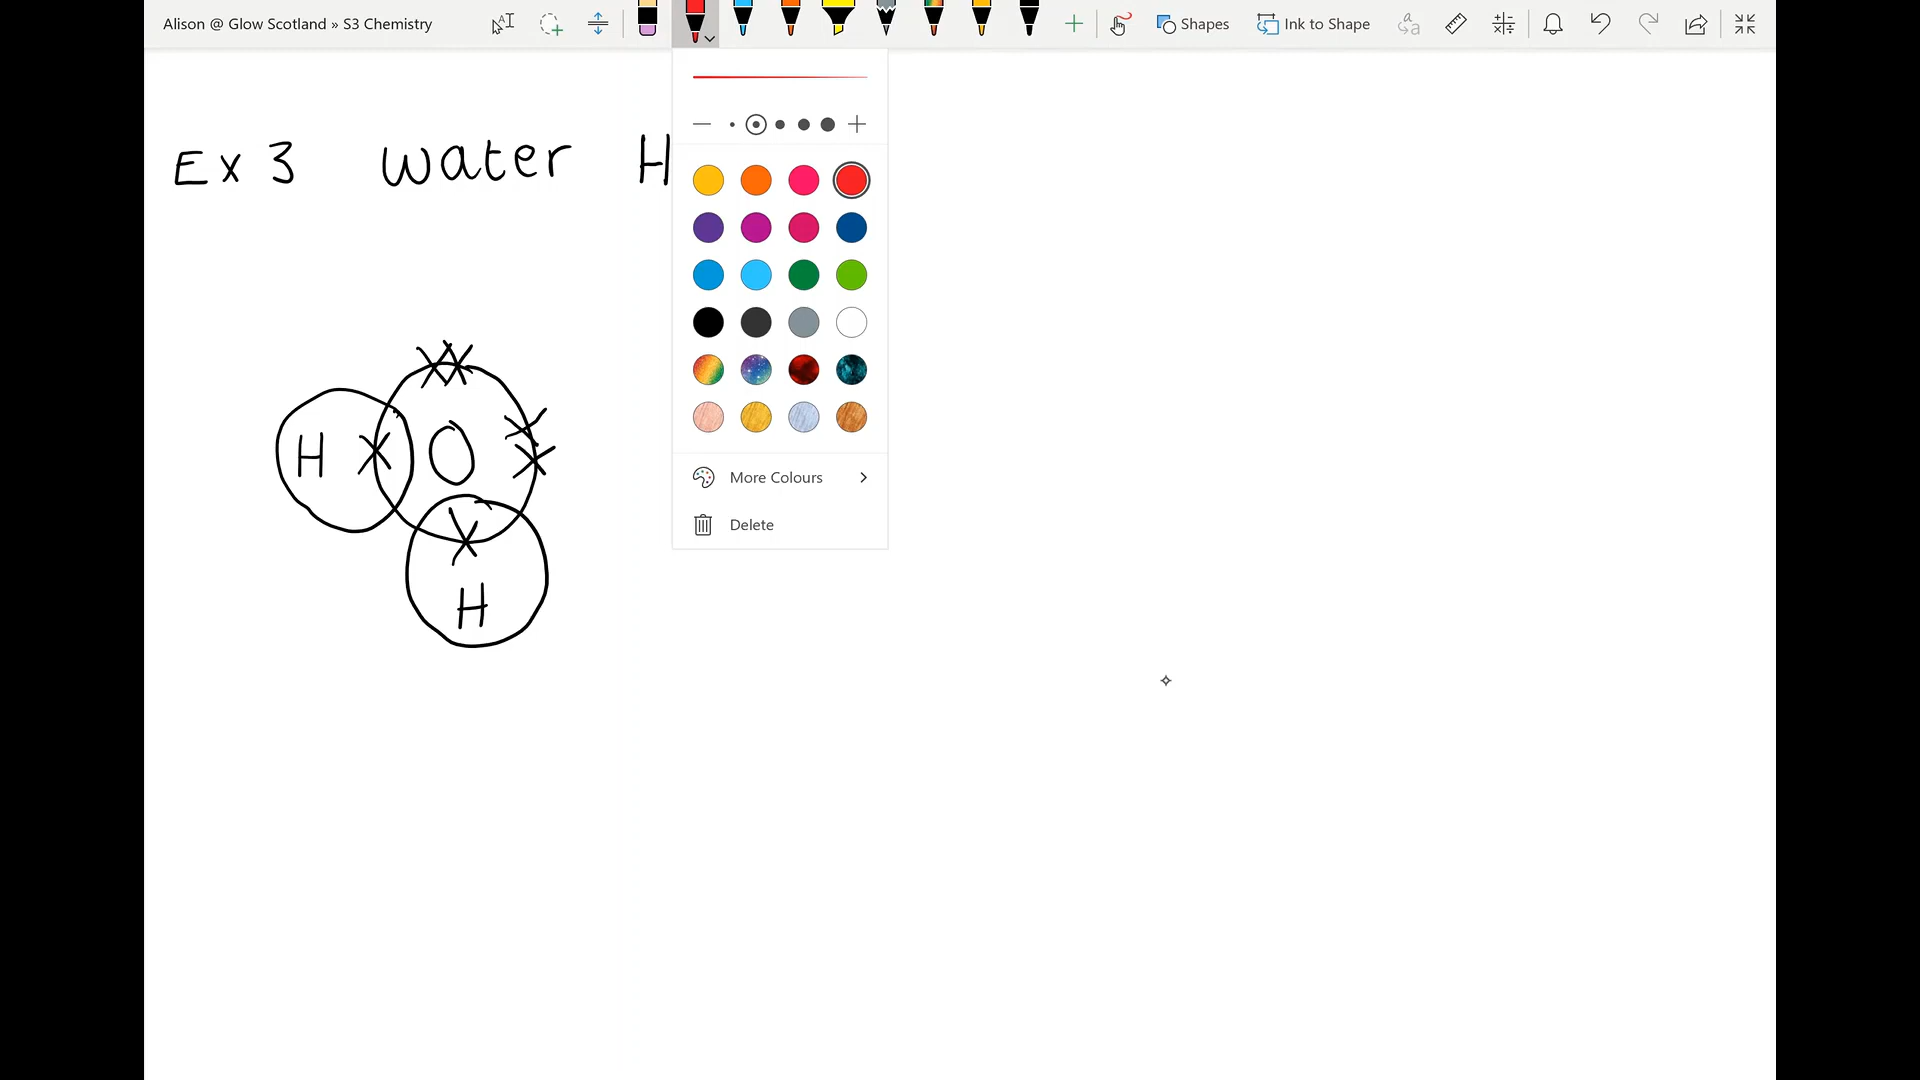 Alison @ Glow Scotland » S3 Chemistry
Shapes
Ink to Shape
Ex 3 water H
More Colours
Delete
H X O
H